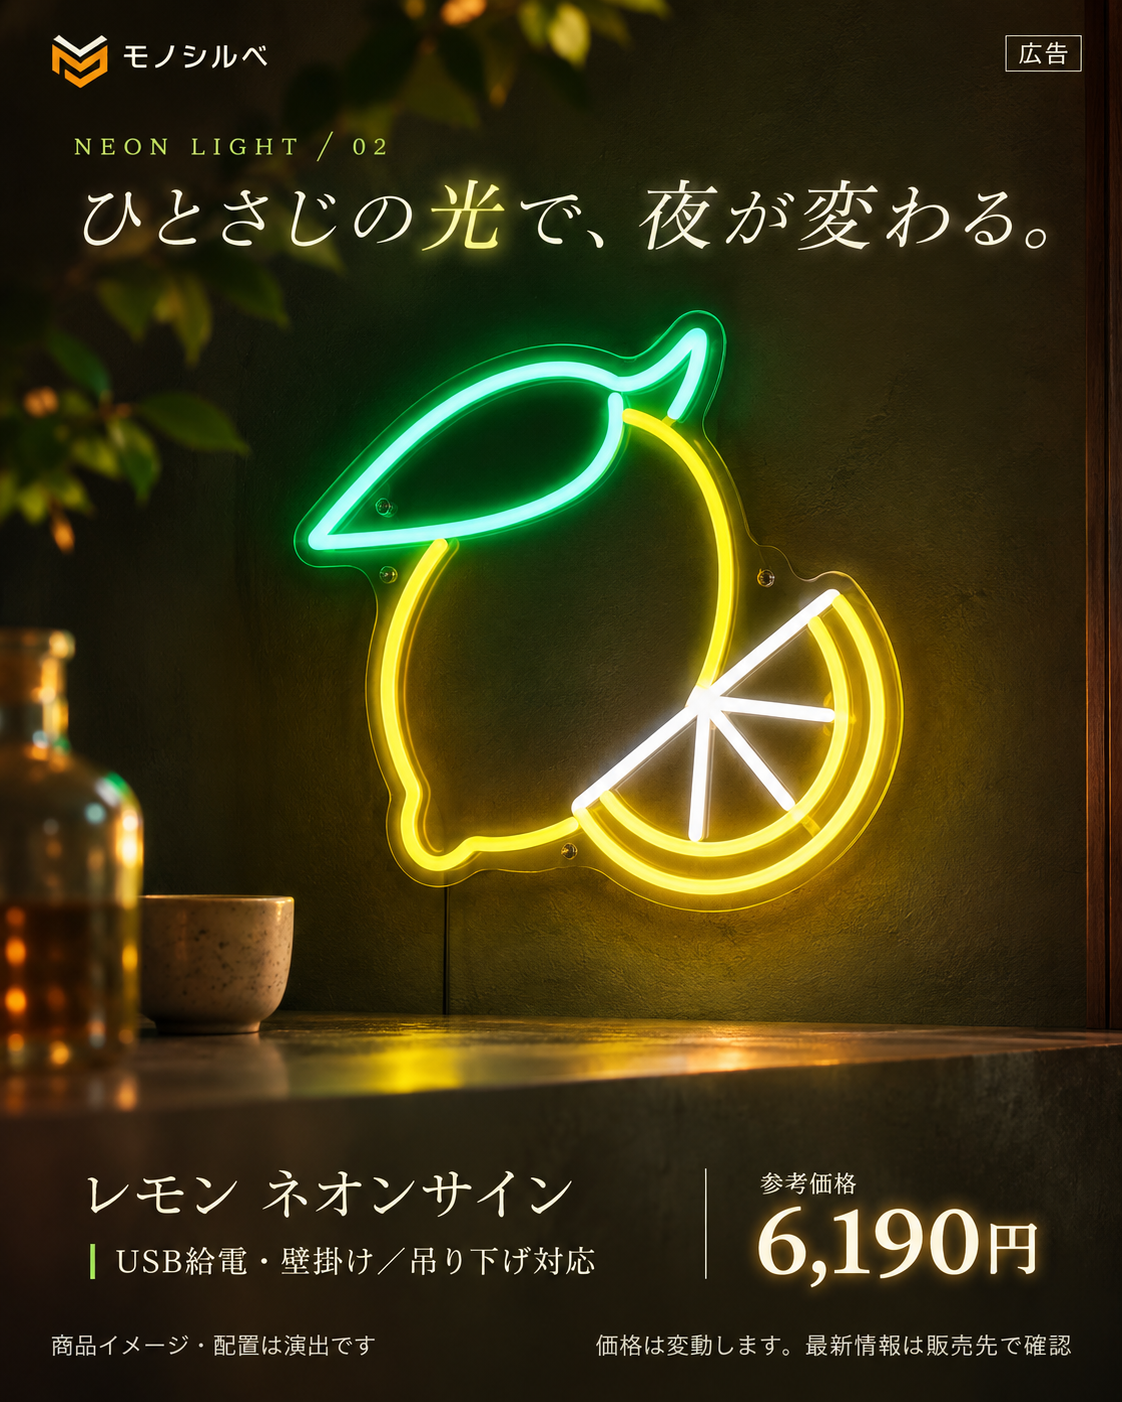 モノシルベ
広告
NEON LIGHT / 02
ひとさじの光で、夜が変わる。
レモン ネオンサイン
USB給電・壁掛け／吊り下げ対応
参考価格
6,190円
商品イメージ・配置は演出です
価格は変動します。最新情報は販売先で確認